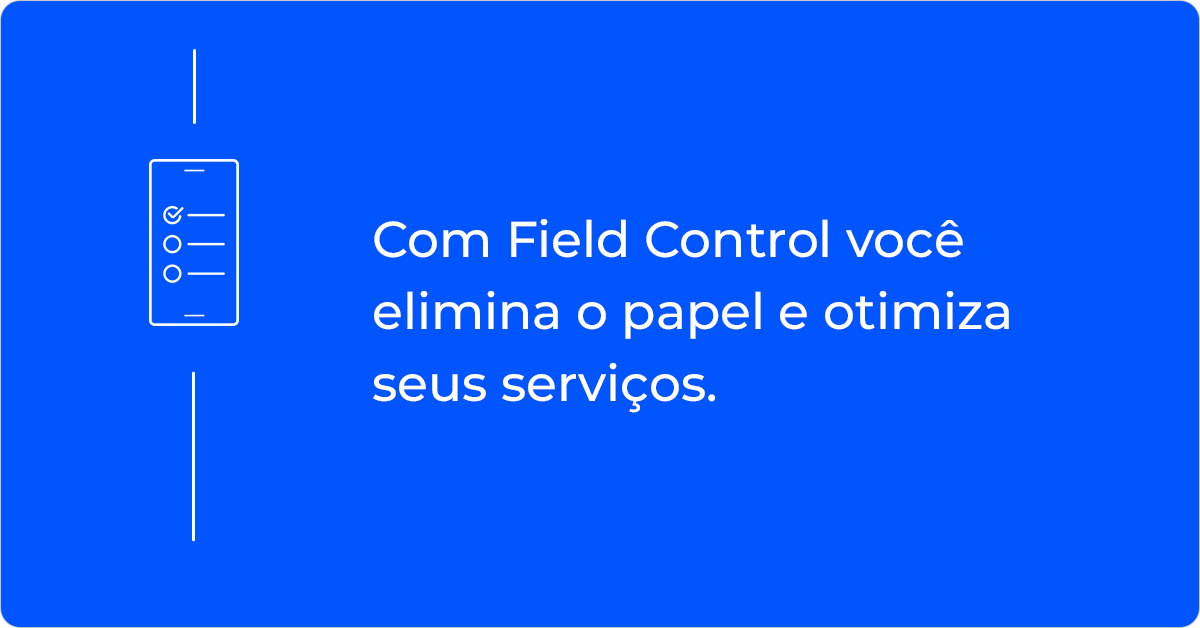 Com Field Control você
elimina o papel e otimiza
seus serviços.